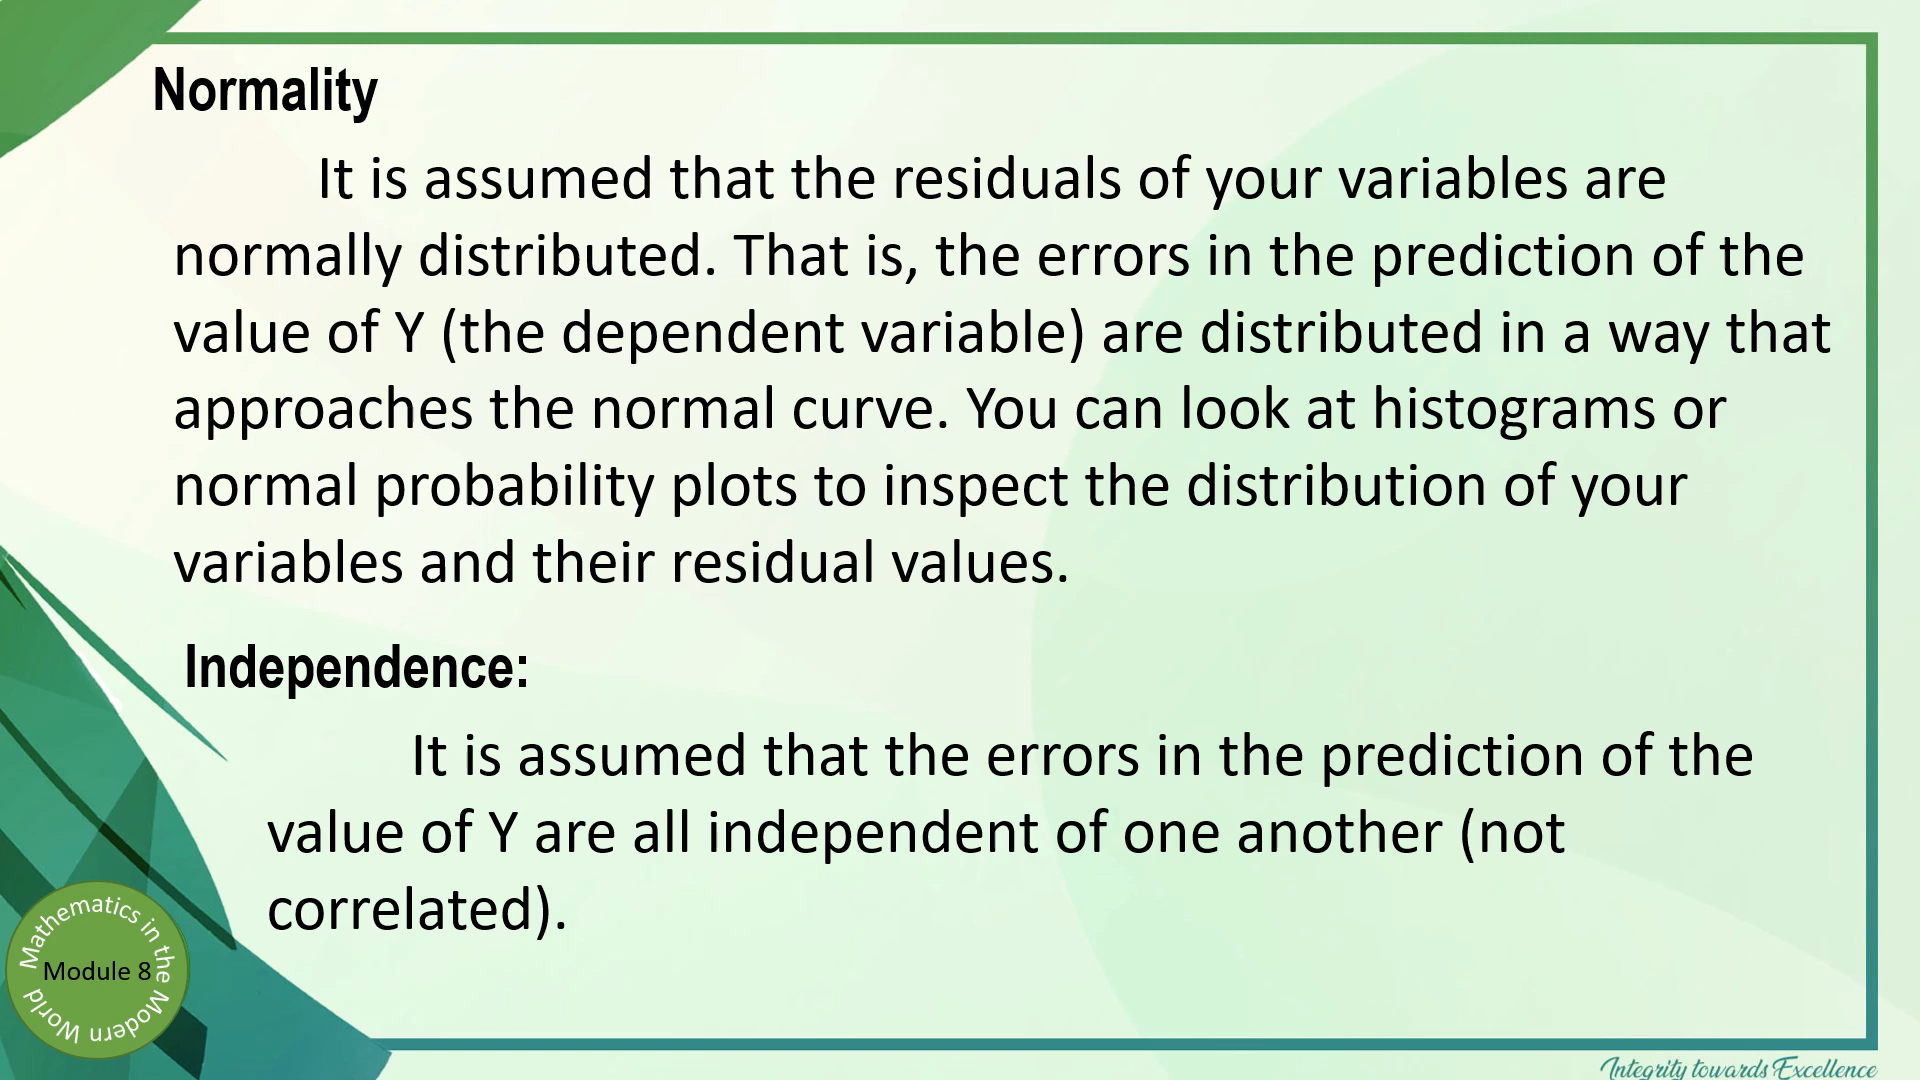 Normality
It is assumed that the residuals of your variables are
normally distributed. That is, the errors in the prediction of the
value of Y (the dependent variable) are distributed in a way that
approaches the normal curve. You can look at histograms or
normal probability plots to inspect the distribution of your
variables and their residual values.
Independence:
It is assumed that the errors in the prediction of the
value of Y are all independent of one another (not
correlated).
Mathematics in the Modern World
Module 8
Integrity towards Excellence